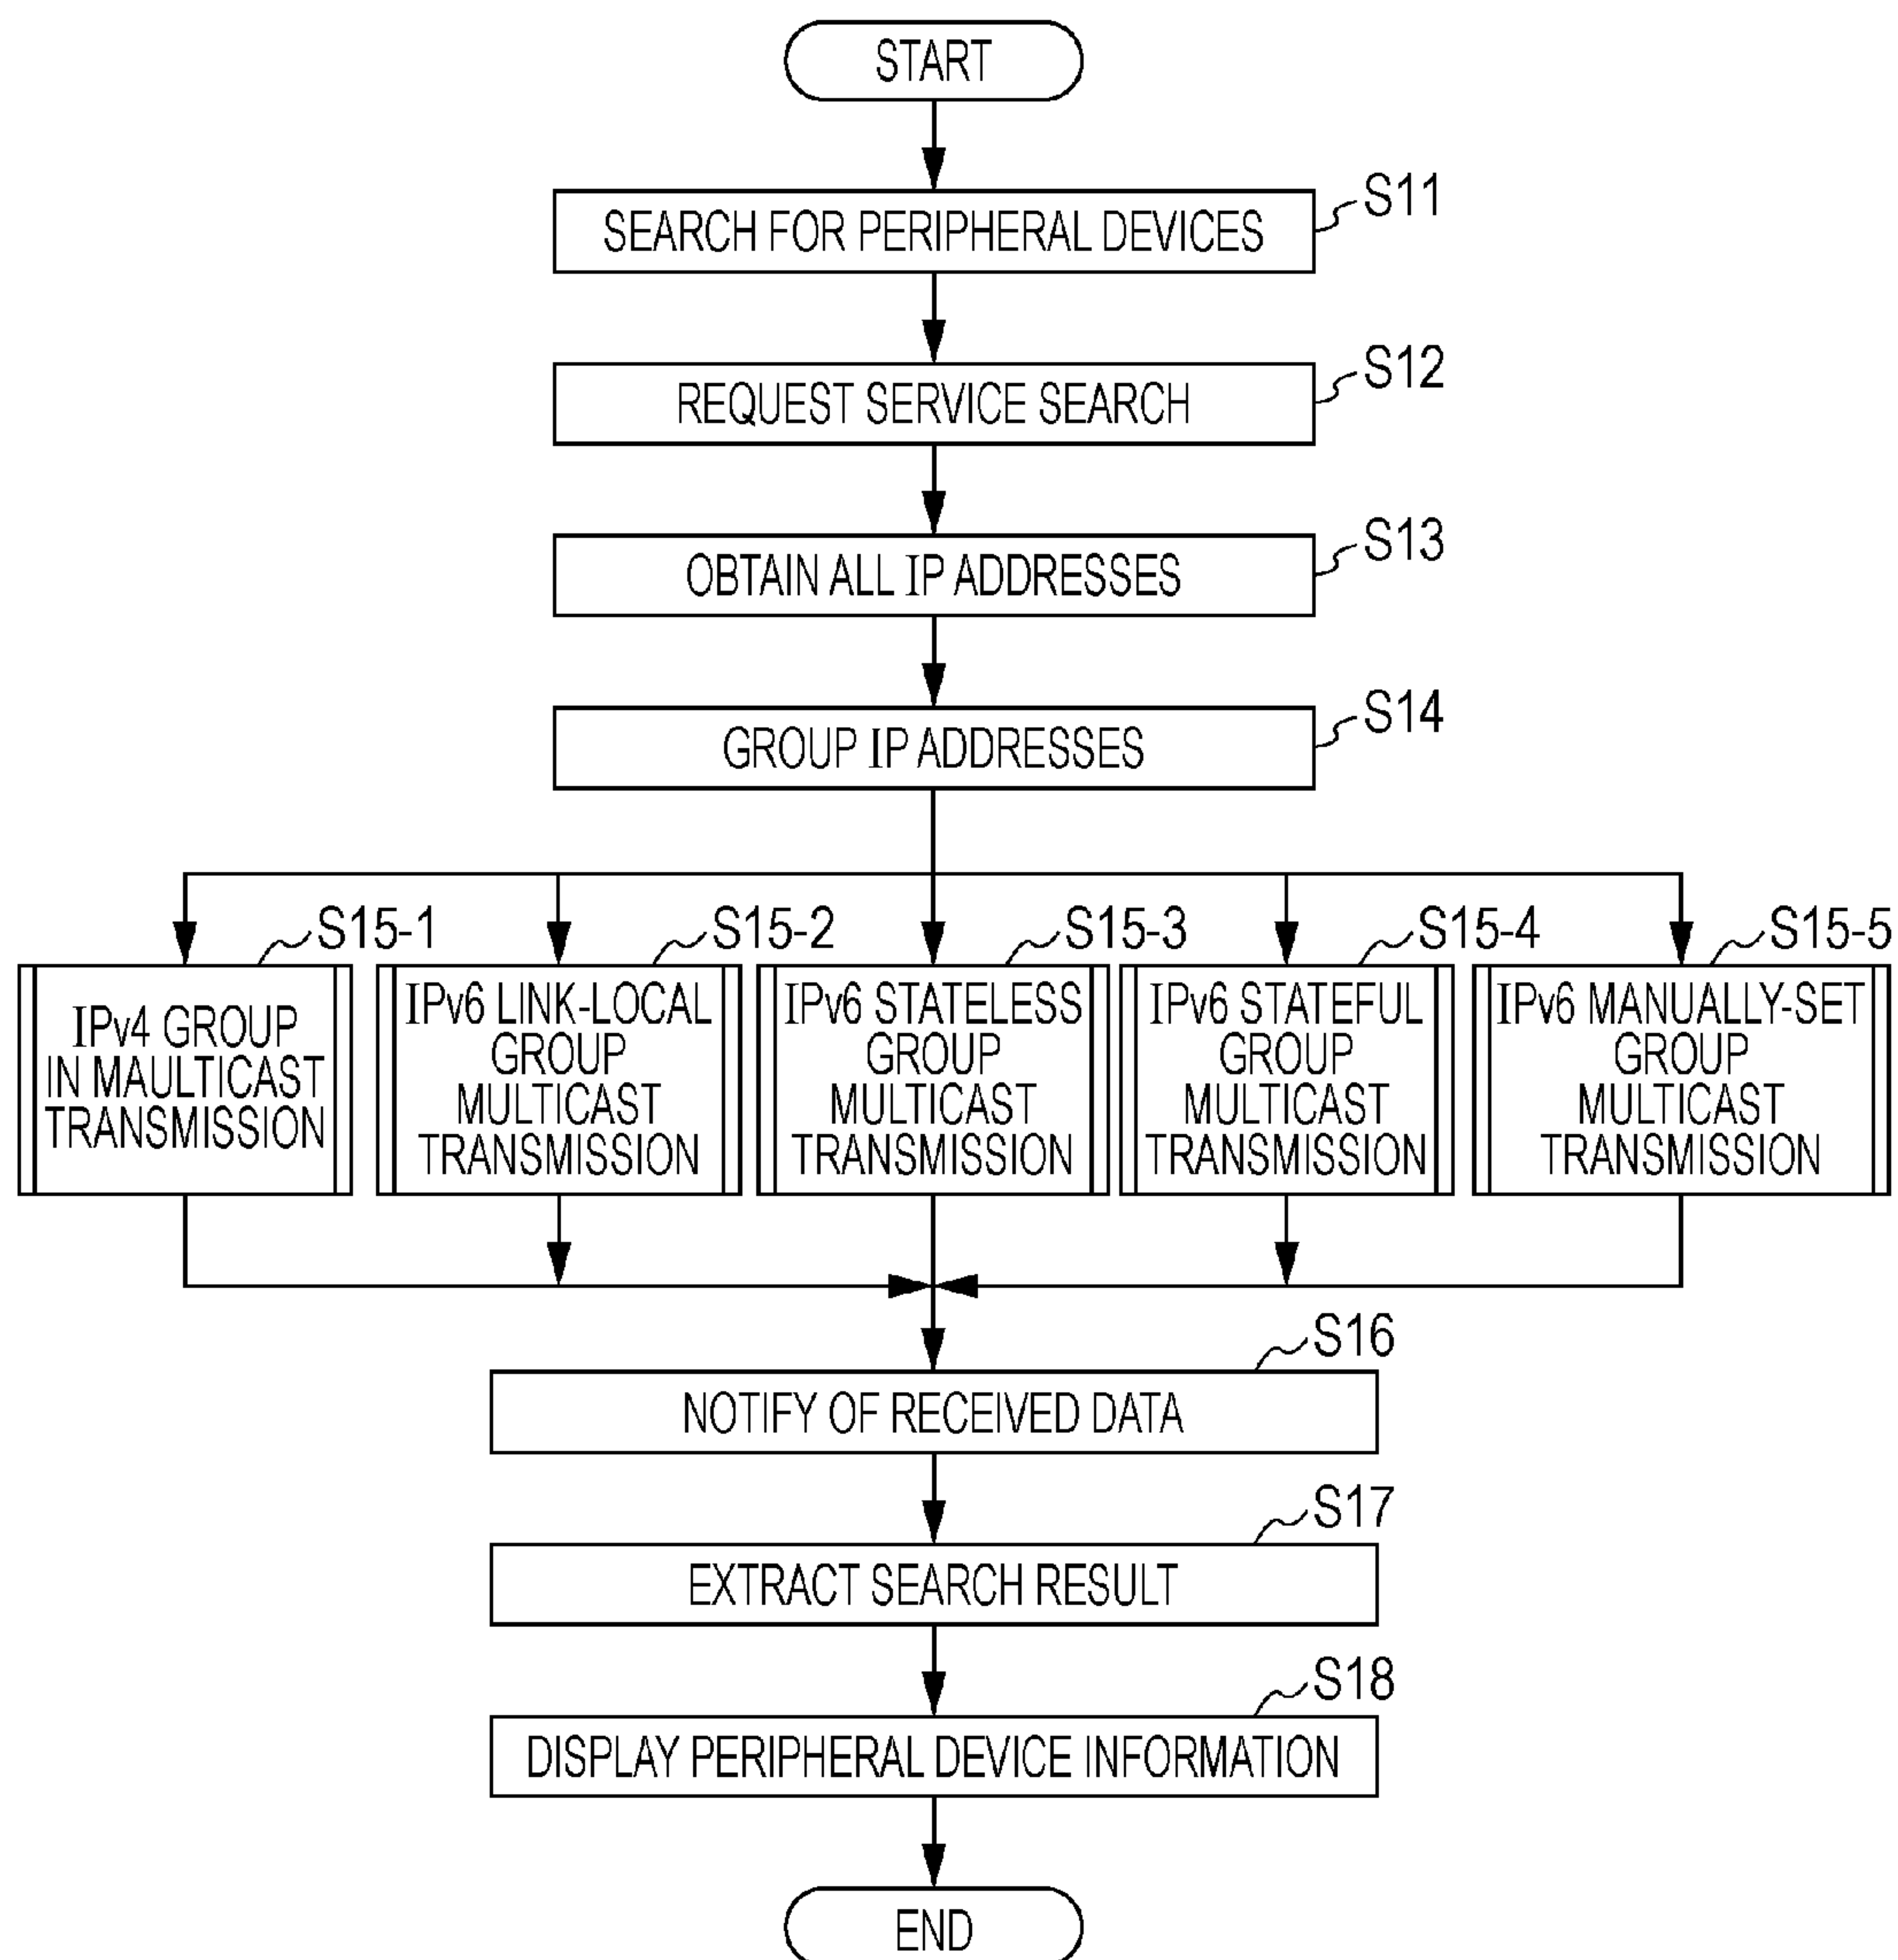 START
S11
SEARCH FOR PERIPHERAL DEVICES
S12
REQUEST SERVICE SEARCH
S13
OBTAIN ALL IP ADDRESSES
S14
GROUP IP ADDRESSES
S15-1
IPv4 GROUP
IN MAULTICAST
TRANSMISSION
S15-2
IPv6 LINK-LOCAL
GROUP
MULTICAST
TRANSMISSION
S15-3
IPv6 STATELESS
GROUP
MULTICAST
TRANSMISSION
S15-4
IPv6 STATEFUL
GROUP
MULTICAST
TRANSMISSION
S15-5
IPv6 MANUALLY-SET
GROUP
MULTICAST
TRANSMISSION
S16
NOTIFY OF RECEIVED DATA
S17
EXTRACT SEARCH RESULT
S18
DISPLAY PERIPHERAL DEVICE INFORMATION
END